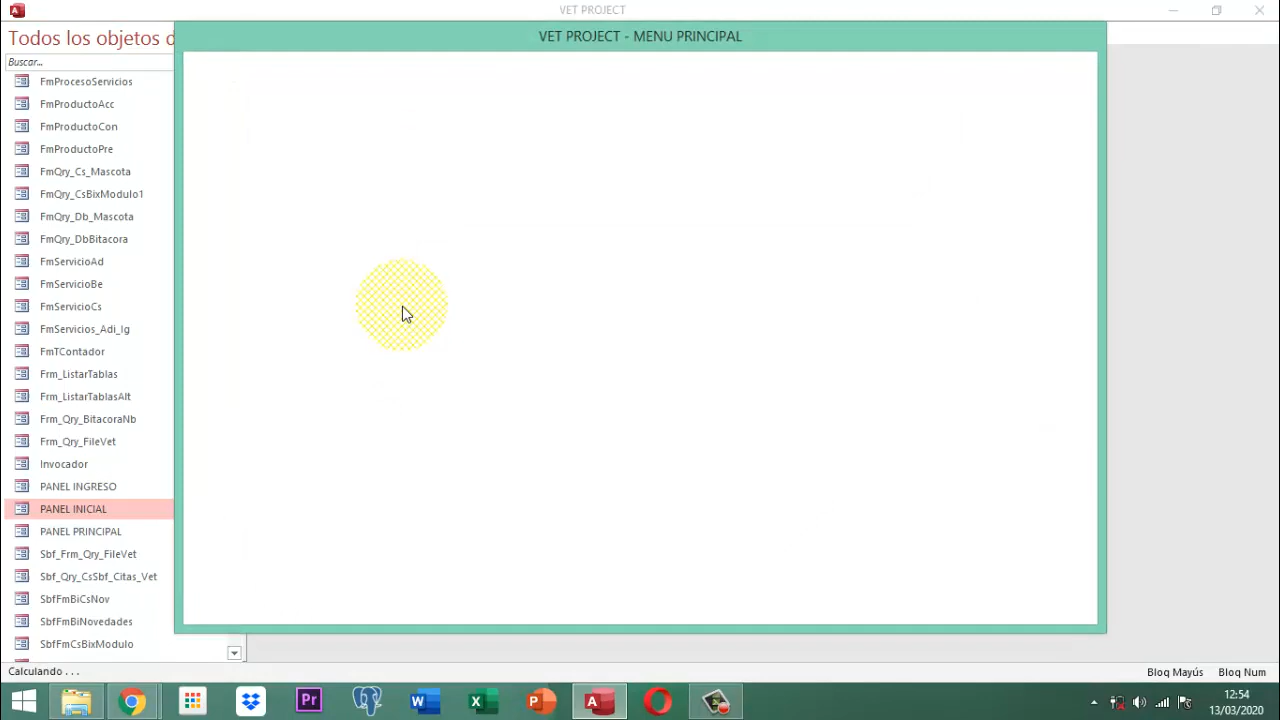 VET PROJECT
Todos los objetos d
VET PROJECT - MENU PRINCIPAL
Buscar...
FmProcesoServicios
FmProductoAcc
FmProductoCon
FmProductoPre
FmQry_Cs_Mascota
FmQry_CsBixModulo1
FmQry_Db_Mascota
FmQry_DbBitacora
FmServicioAd
FmServicioBe
FmServicioCs
FmServicios_Adi_Ig
FmTContador
Frm_ListarTablas
Frm_ListarTablasAlt
Frm_Qry_BitacoraNb
Frm_Qry_FileVet
Invocador
PANEL INGRESO
PANEL INICIAL
PANEL PRINCIPAL
Sbf_Frm_Qry_FileVet
Sbf_Qry_CsSbf_Citas_Vet
SbfFmBiCsNov
SbfFmBiNovedades
SbfFmCsBixModulo
Calculando . . .
Bloq Mayús Bloq Num
12:54
13/03/2020